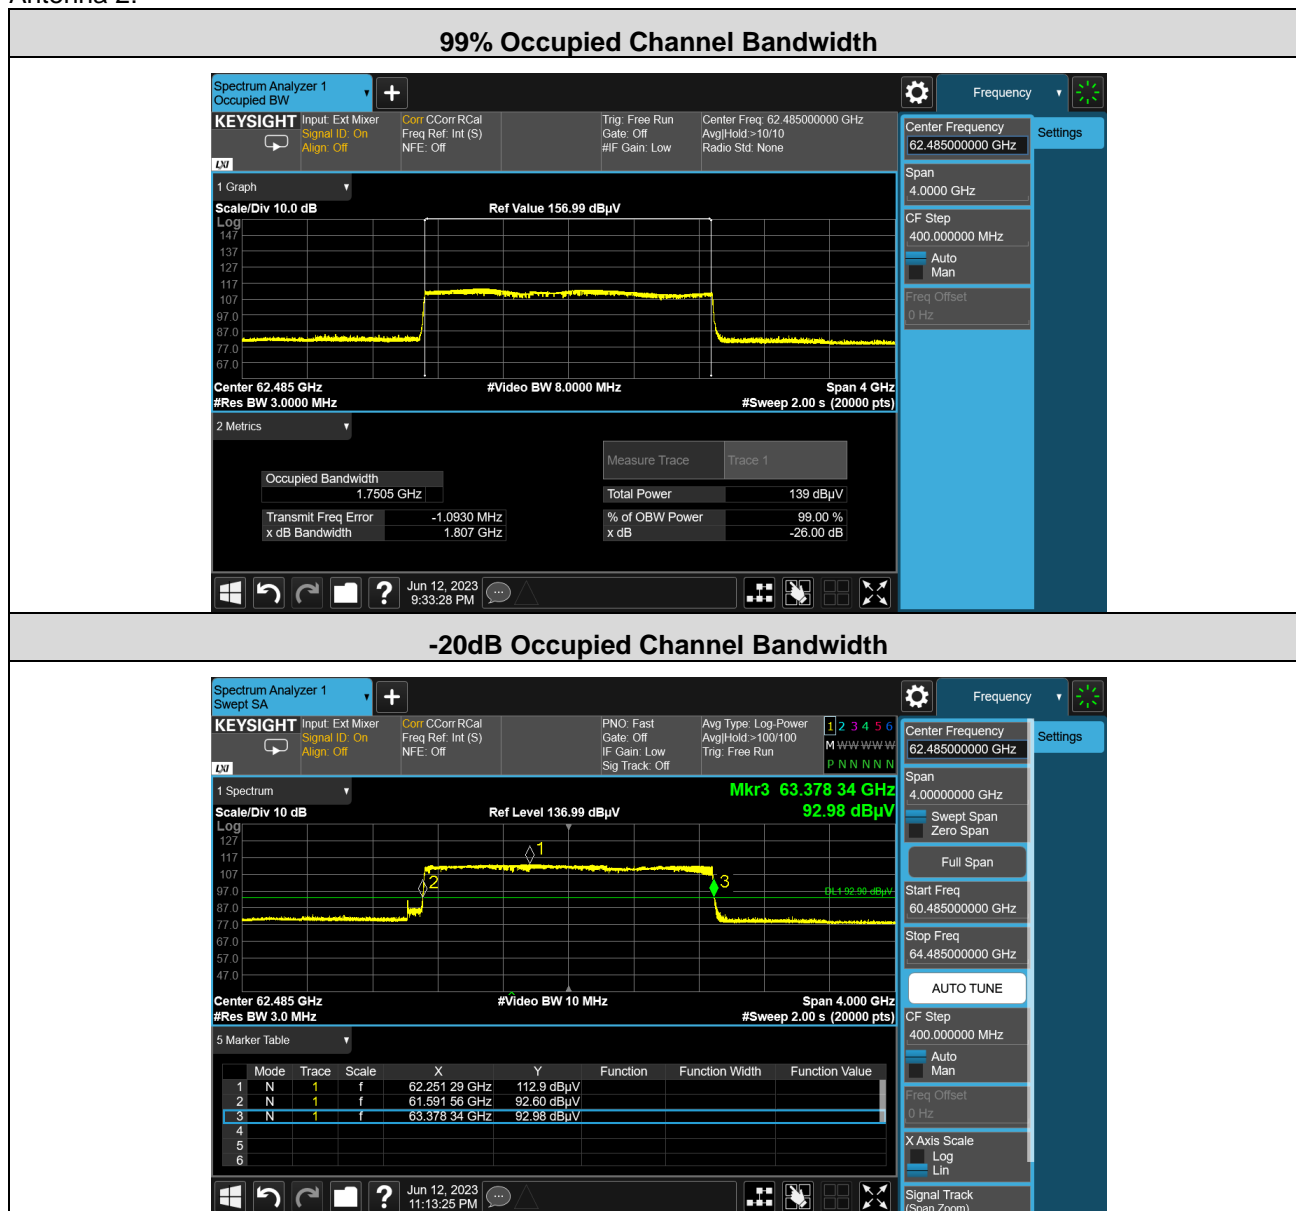 Antenna 2:
99% Occupied Channel Bandwidth
Spectrum Analyzer 1
Occupied BW
Frequency
KEYSIGHT
LXI
Input: Ext Mixer
Signal ID: On
Align: Off
Corr CCorr RCal
Freq Ref: Int (S)
NFE: Off
Trig: Free Run
Gate: Off
#IF Gain: Low
Center Freq: 62.485000000 GHz
Avg|Hold:>10/10
Radio Std: None
Center Frequency
62.485000000 GHz
Settings
Span
4.0000 GHz
CF Step
400.000000 MHz
Auto
Man
Freq Offset
0 Hz
1 Graph
Scale/Div 10.0 dB
Ref Value 156.99 dBµV
Log
147
137
127
117
107
97.0
87.0
77.0
67.0
Center 62.485 GHz
#Video BW 8.0000 MHz
Span 4 GHz
#Res BW 3.0000 MHz
#Sweep 2.00 s (20000 pts)
2 Metrics
Measure Trace Trace 1
Occupied Bandwidth
1.7505 GHz
Total Power 139 dBµV
Transmit Freq Error -1.0930 MHz
% of OBW Power 99.00 %
x dB Bandwidth 1.807 GHz
x dB -26.00 dB
Jun 12, 2023
9:33:28 PM
-20dB Occupied Channel Bandwidth
Spectrum Analyzer 1
Swept SA
Frequency
KEYSIGHT
LXI
Input: Ext Mixer
Signal ID: On
Align: Off
Corr CCorr RCal
Freq Ref: Int (S)
NFE: Off
PNO: Fast
Gate: Off
IF Gain: Low
Sig Track: Off
Avg Type: Log-Power
Avg|Hold:>100/100
Trig: Free Run
1 2 3 4 5 6
M W W W W W
P N N N N N
Center Frequency
62.485000000 GHz
Settings
Span
4.00000000 GHz
Swept Span
Zero Span
Full Span
Start Freq
60.485000000 GHz
Stop Freq
64.485000000 GHz
AUTO TUNE
CF Step
400.000000 MHz
Auto
Man
Freq Offset
0 Hz
X Axis Scale
Log
Lin
Signal Track
(Span Zoom)
1 Spectrum
Mkr3 63.378 34 GHz
Scale/Div 10 dB
Ref Level 136.99 dBµV
92.98 dBµV
Log
127
117
107
97.0
87.0
77.0
67.0
57.0
47.0
1
2
3
DL1 92.90 dBµV
Center 62.485 GHz
#Video BW 10 MHz
Span 4.000 GHz
#Res BW 3.0 MHz
#Sweep 2.00 s (20000 pts)
5 Marker Table
Mode Trace Scale X Y Function Function Width Function Value
1 N 1 f 62.251 29 GHz 112.9 dBµV
2 N 1 f 61.591 56 GHz 92.60 dBµV
3 N 1 f 63.378 34 GHz 92.98 dBµV
4
5
6
Jun 12, 2023
11:13:25 PM